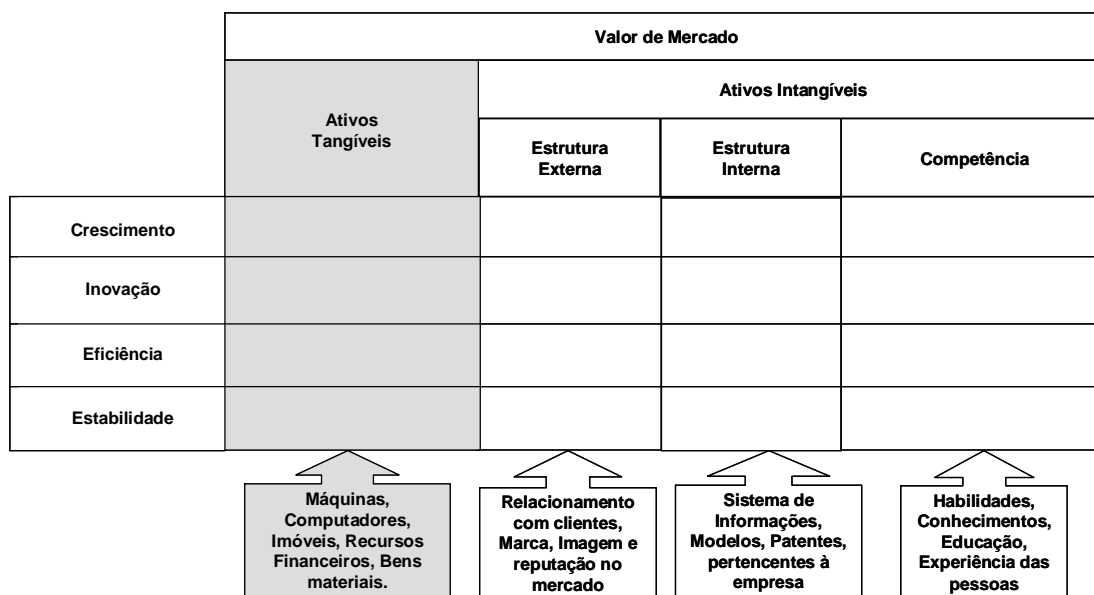 Valor de Mercado
Ativos
Tangíveis
Ativos Intangíveis
Estrutura
Externa
Estrutura
Interna
Competência
Crescimento
Inovação
Eficiência
Estabilidade
Máquinas,
Computadores,
Imóveis, Recursos
Financeiros, Bens
materiais.
Relacionamento
com clientes,
Marca, Imagem e
reputação no
mercado
Sistema de
Informações,
Modelos, Patentes,
pertencentes à
empresa
Habilidades,
Conhecimentos,
Educação,
Experiência das
pessoas